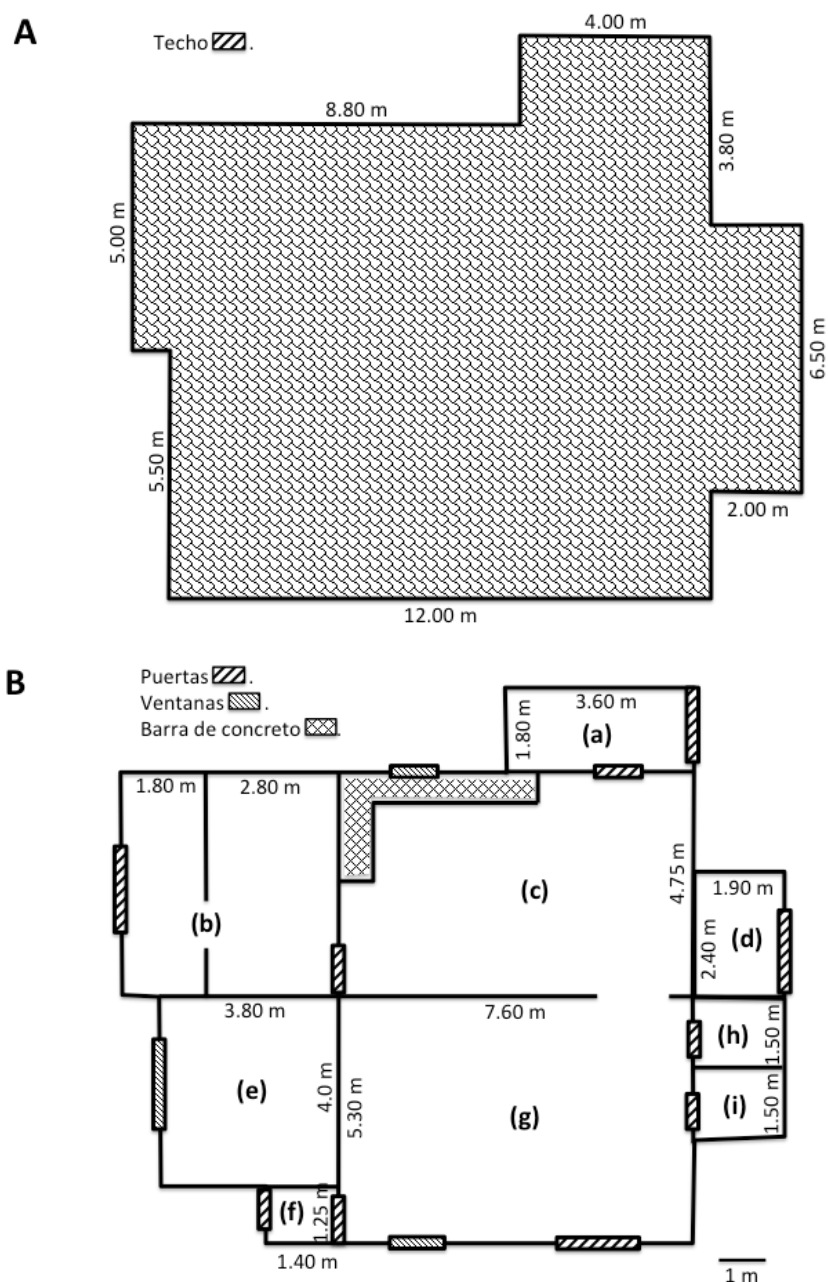 A
Techo .
4.00 m
8.80 m
3.80 m
5.00 m
6.50 m
5.50 m
2.00 m
12.00 m
B
Puertas .
Ventanas .
Barra de concreto .
3.60 m
1.80 m
(a)
1.80 m
2.80 m
4.75 m
(c)
1.90 m
(b)
(d)
2.40 m
3.80 m
7.60 m
(h)
1.50 m
(e)
4.0 m
5.30 m
(g)
(i)
1.50 m
(f)
1.25 m
1.40 m
1 m